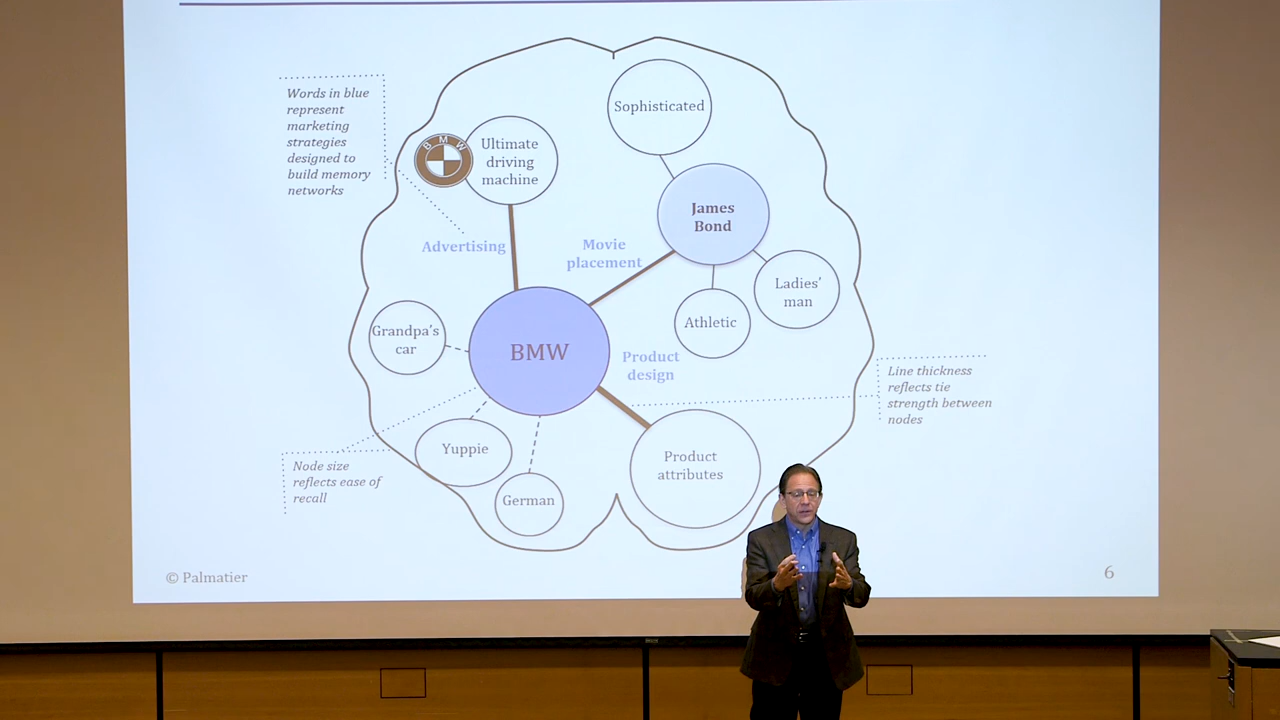 Words in blue
represent
marketing
strategies
designed to
build memory
networks
BMW
Ultimate
driving
machine
Sophisticated
James
Bond
Advertising
Movie
placement
Ladies’
man
Athletic
Grandpa’s
car
BMW
Product
design
Line thickness
reflects tie
strength between
nodes
Yuppie
Product
attributes
Node size
reflects ease of
recall
German
© Palmatier
6